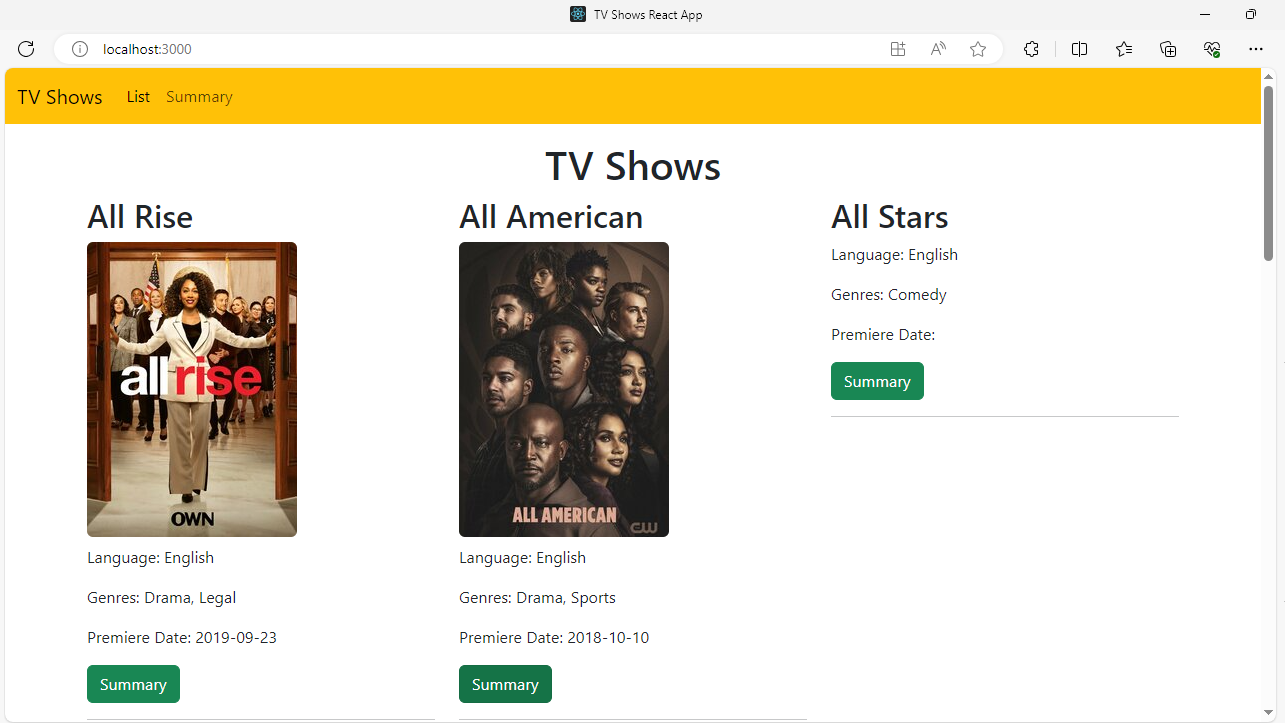 TV Shows React App
localhost:3000
TV Shows List Summary
TV Shows
All Rise
all rise
OWN
Language: English
Genres: Drama, Legal
Premiere Date: 2019-09-23
Summary
All American
ALL AMERICAN
CW
Language: English
Genres: Drama, Sports
Premiere Date: 2018-10-10
Summary
All Stars
Language: English
Genres: Comedy
Premiere Date:
Summary